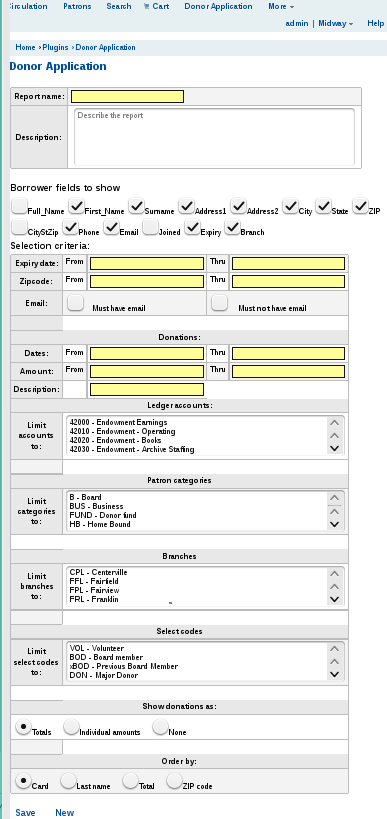 Circulation Patrons Search Cart Donor Application More
admin | Midway Help
Home › Plugins › Donor Application
Donor Application
Report name:
Describe the report
Description:
Borrower fields to show
Full_Name First_Name Surname Address1 Address2 City State ZIP
CityStZip Phone Email Joined Expiry Branch
Selection criteria:
Expiry date: From Thru
Zipcode: From Thru
Email: Must have email Must not have email
Donations:
Dates: From Thru
Amount: From Thru
Description:
Ledger accounts:
Limit accounts to:
42000 - Endowment Earnings
42010 - Endowment - Operating
42020 - Endowment - Books
42030 - Endowment - Archive Staffing
Patron categories
Limit categories to:
B - Board
BUS - Business
FUND - Donor fund
HB - Home Bound
Branches
Limit branches to:
CPL - Centerville
FFL - Fairfield
FPL - Fairview
FRL - Franklin
Select codes
Limit select codes to:
VOL - Volunteer
BOD - Board member
xBOD - Previous Board Member
DON - Major Donor
Show donations as:
Totals Individual amounts None
Order by:
Card Last name Total ZIP code
Save New